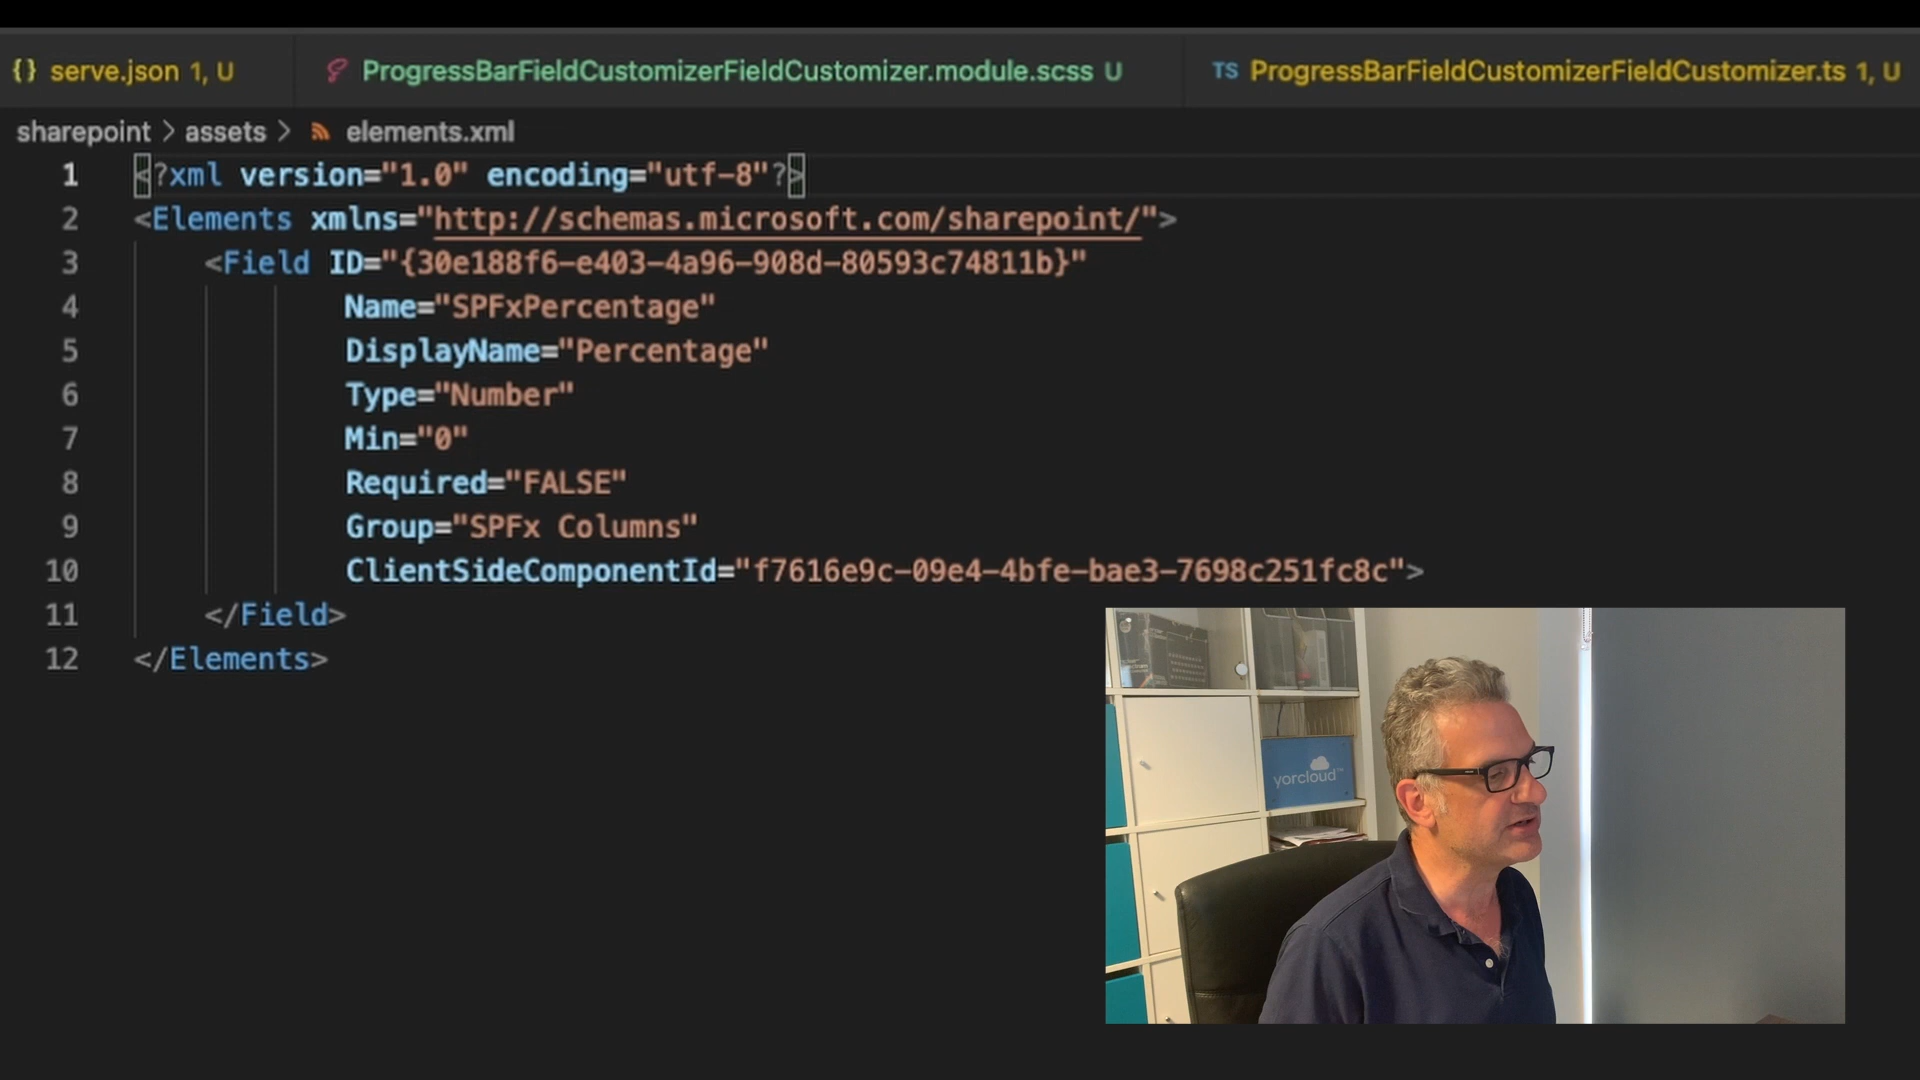 {} serve.json 1, U
ProgressBarFieldCustomizerFieldCustomizer.module.scss U
TS ProgressBarFieldCustomizerFieldCustomizer.ts 1, U
sharepoint > assets > elements.xml
1 <?xml version="1.0" encoding="utf-8"?>
2 <Elements xmlns="http://schemas.microsoft.com/sharepoint/">
3 <Field ID="{30e188f6-e403-4a96-908d-80593c74811b}"
4 Name="SPFxPercentage"
5 DisplayName="Percentage"
6 Type="Number"
7 Min="0"
8 Required="FALSE"
9 Group="SPFx Columns"
10 ClientSideComponentId="f7616e9c-09e4-4bfe-bae3-7698c251fc8c">
11 </Field>
12 </Elements>
yorcloud™